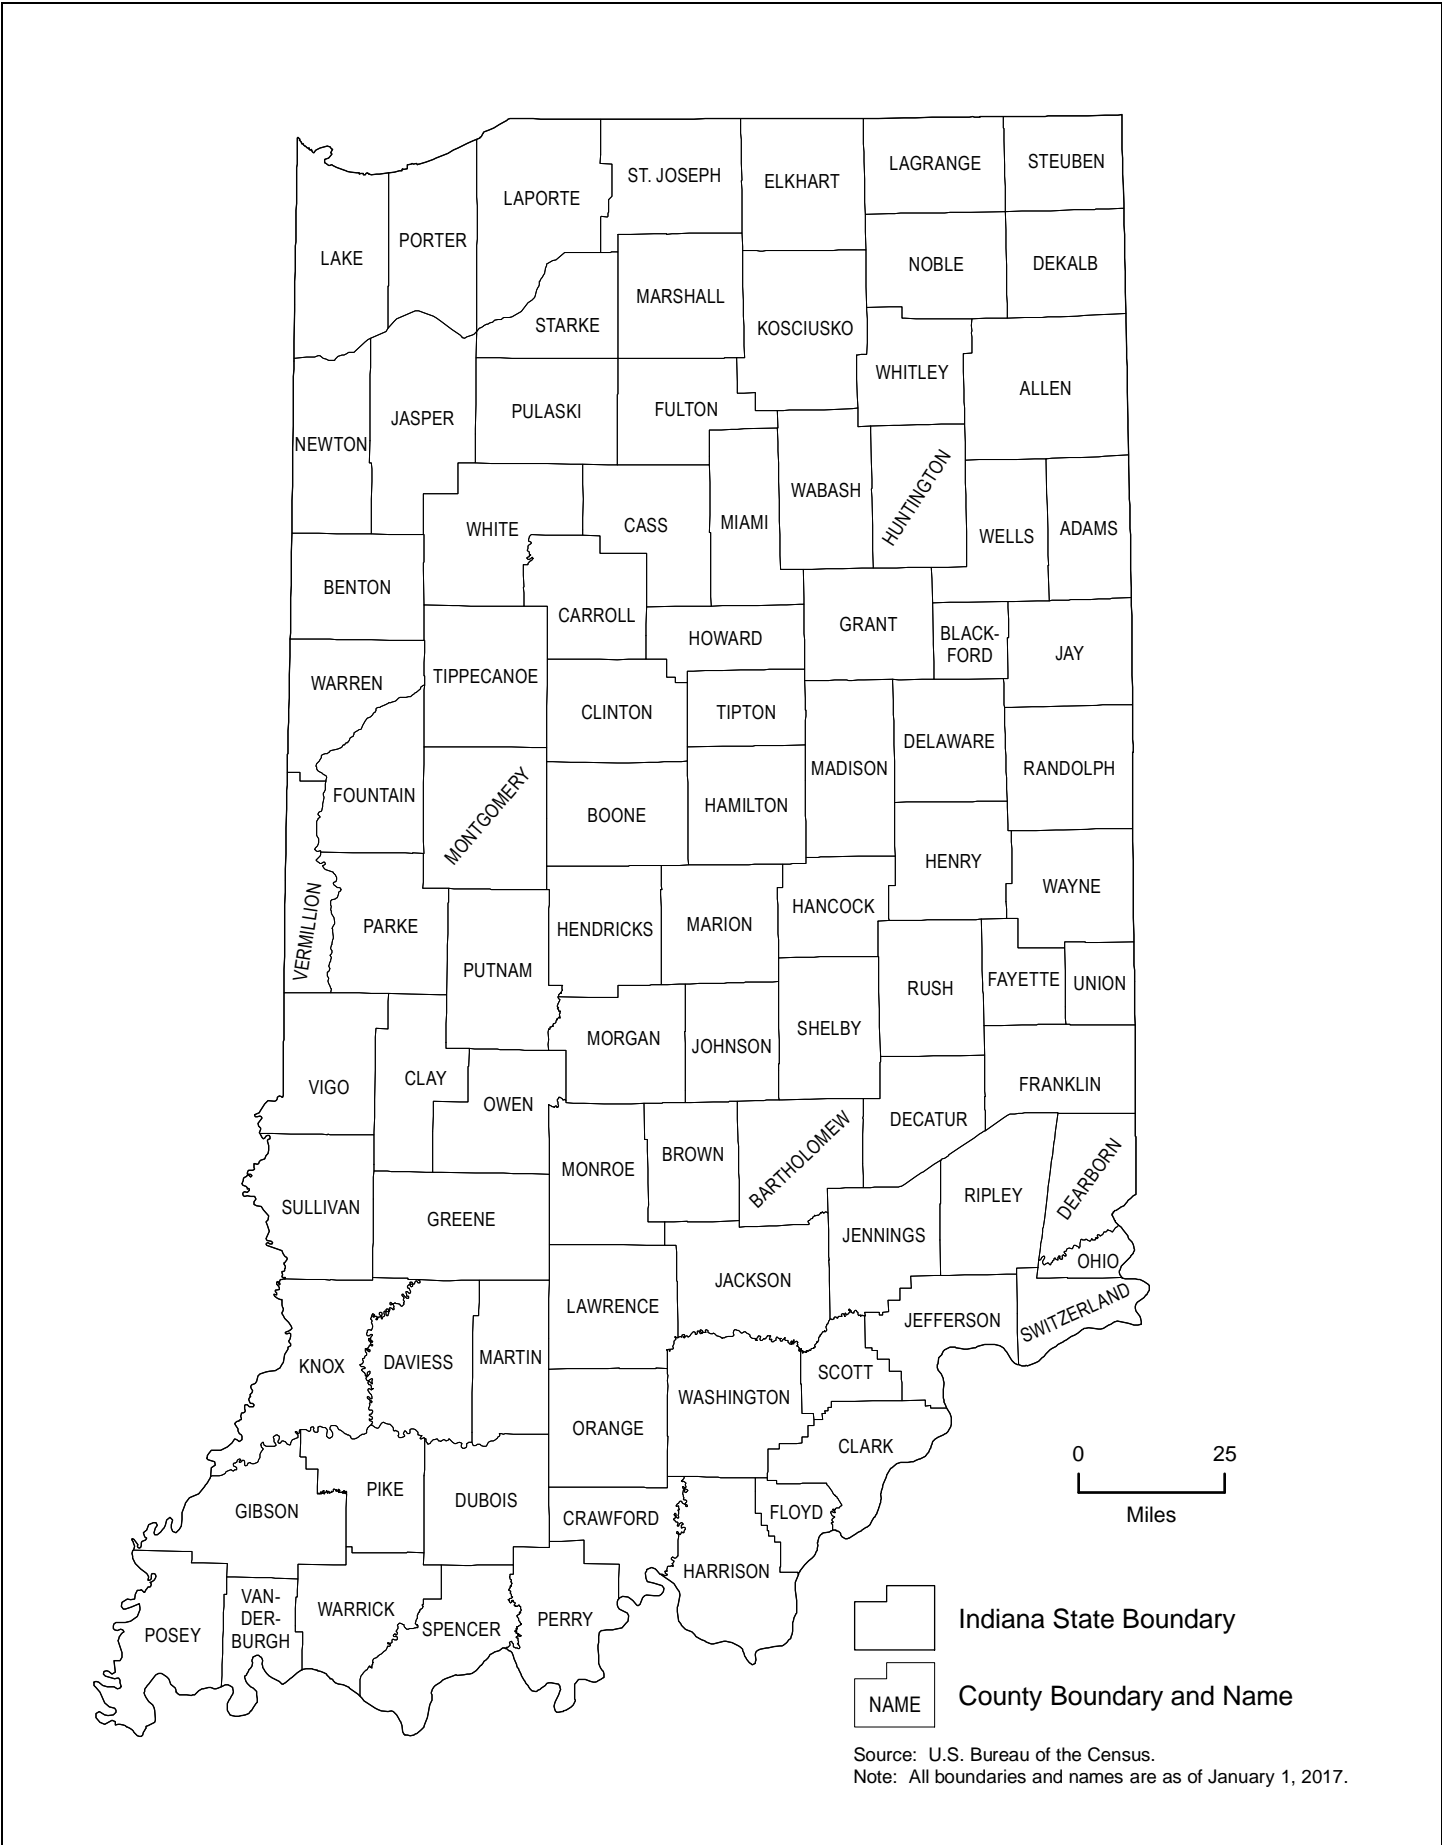 LAGRANGE
STEUBEN
ST. JOSEPH
ELKHART
LAPORTE
PORTER
LAKE
NOBLE
DEKALB
MARSHALL
STARKE
KOSCIUSKO
WHITLEY
ALLEN
JASPER
PULASKI
FULTON
NEWTON
WABASH
HUNTINGTON
WHITE
CASS
MIAMI
WELLS
ADAMS
BENTON
CARROLL
GRANT
HOWARD
BLACK-
FORD
JAY
WARREN
TIPPECANOE
CLINTON
TIPTON
DELAWARE
MADISON
RANDOLPH
FOUNTAIN
MONTGOMERY
BOONE
HAMILTON
HENRY
WAYNE
VERMILLION
PARKE
HENDRICKS
MARION
HANCOCK
PUTNAM
RUSH
FAYETTE
UNION
MORGAN
JOHNSON
SHELBY
VIGO
CLAY
OWEN
FRANKLIN
DECATUR
MONROE
BROWN
BARTHOLOMEW
DEARBORN
RIPLEY
SULLIVAN
GREENE
JENNINGS
OHIO
JACKSON
LAWRENCE
JEFFERSON
SWITZERLAND
KNOX
DAVIESS
MARTIN
SCOTT
WASHINGTON
ORANGE
CLARK
PIKE
DUBOIS
GIBSON
CRAWFORD
FLOYD
HARRISON
POSEY
VAN-
DER-
BURGH
WARRICK
SPENCER
PERRY
0 25
Miles
Indiana State Boundary
NAME
County Boundary and Name
Source: U.S. Bureau of the Census.
Note: All boundaries and names are as of January 1, 2017.